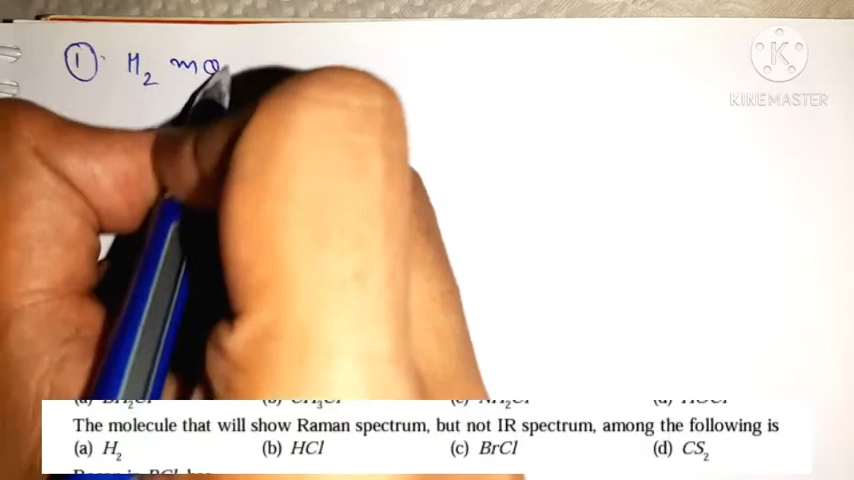 ① H₂ mo
K
KINEMASTER
The molecule that will show Raman spectrum, but not IR spectrum, among the following is
(a) H₂ (b) HCl (c) BrCl (d) CS₂